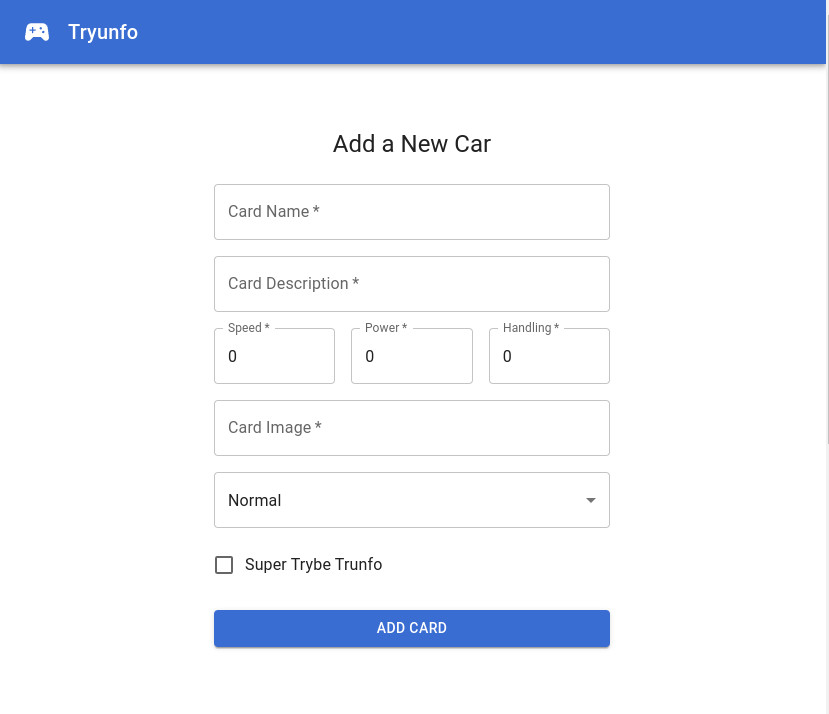 Tryunfo
Add a New Car
Card Name *
Card Description *
Speed * Power * Handling *
0 0 0
Card Image *
Normal
Super Trybe Trunfo
ADD CARD